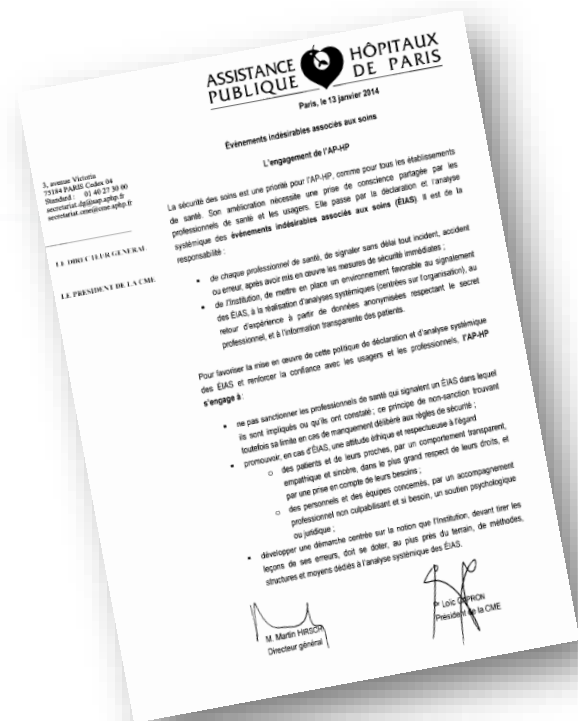 ASSISTANCE HÔPITAUX
PUBLIQUE DE PARIS
Paris, le 13 janvier 2014
3, avenue Victoria
75184 PARIS Cedex 04
Standard : 01 40 27 30 00
secretariat.dg@sap.aphp.fr
secretariat.cme@cme.aphp.fr
LE DIRECTEUR GENERAL
LE PRESIDENT DE LA CME
Evènements indésirables associés aux soins
L'engagement de l'AP-HP
La sécurité des soins est une priorité pour l'AP-HP, comme pour tous les établissements
de santé. Son amélioration nécessite une prise de conscience partagée par les
professionnels de santé et les usagers. Elle passe par la déclaration et l'analyse
systémique des évènements indésirables associés aux soins (ÉIAS). Il est de la
responsabilité :
• de chaque professionnel de santé, de signaler sans délai tout incident, accident
ou erreur, après avoir mis en œuvre les mesures de sécurité immédiates ;
• de l'Institution, de mettre en place un environnement favorable au signalement
des ÉIAS, à la réalisation d'analyses systémiques (centrées sur l'organisation), au
retour d'expérience à partir de données anonymisées respectant le secret
professionnel, et à l'information transparente des patients.
Pour favoriser la mise en œuvre de cette politique de déclaration et d'analyse systémique
des ÉIAS et renforcer la confiance avec les usagers et les professionnels, l'AP-HP
s'engage à :
• ne pas sanctionner les professionnels de santé qui signalent un ÉIAS dans lequel
ils sont impliqués ou qu'ils ont constaté ; ce principe de non-sanction trouvant
toutefois sa limite en cas de manquement délibéré aux règles de sécurité ;
• promouvoir, en cas d'ÉIAS, une attitude éthique et respectueuse à l'égard
o des patients et de leurs proches, par un comportement transparent,
empathique et sincère, dans le plus grand respect de leurs droits, et
par une prise en compte de leurs besoins ;
o des personnels et des équipes concernés, par un accompagnement
professionnel non culpabilisant et si besoin, un soutien psychologique
ou juridique ;
• développer une démarche centrée sur la notion que l'Institution, devant tirer les
leçons de ses erreurs, doit se doter, au plus près du terrain, de méthodes,
structures et moyens dédiés à l'analyse systémique des ÉIAS.
M. Martin HIRSCH
Directeur général
Pr Loïc CAPRON
Président de la CME